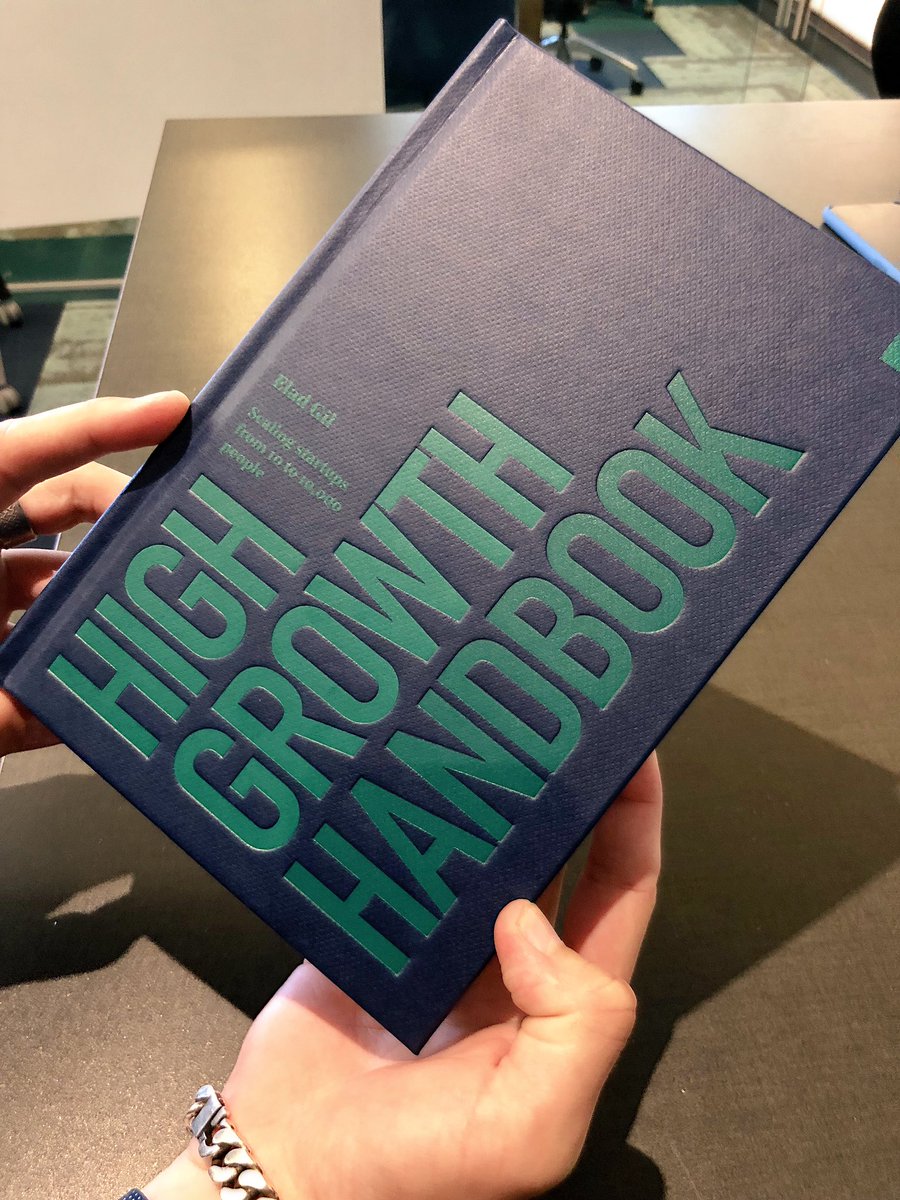 Elad Gil
Scaling startups
from 10 to 10,000
people
HIGH
GROWTH
HANDBOOK